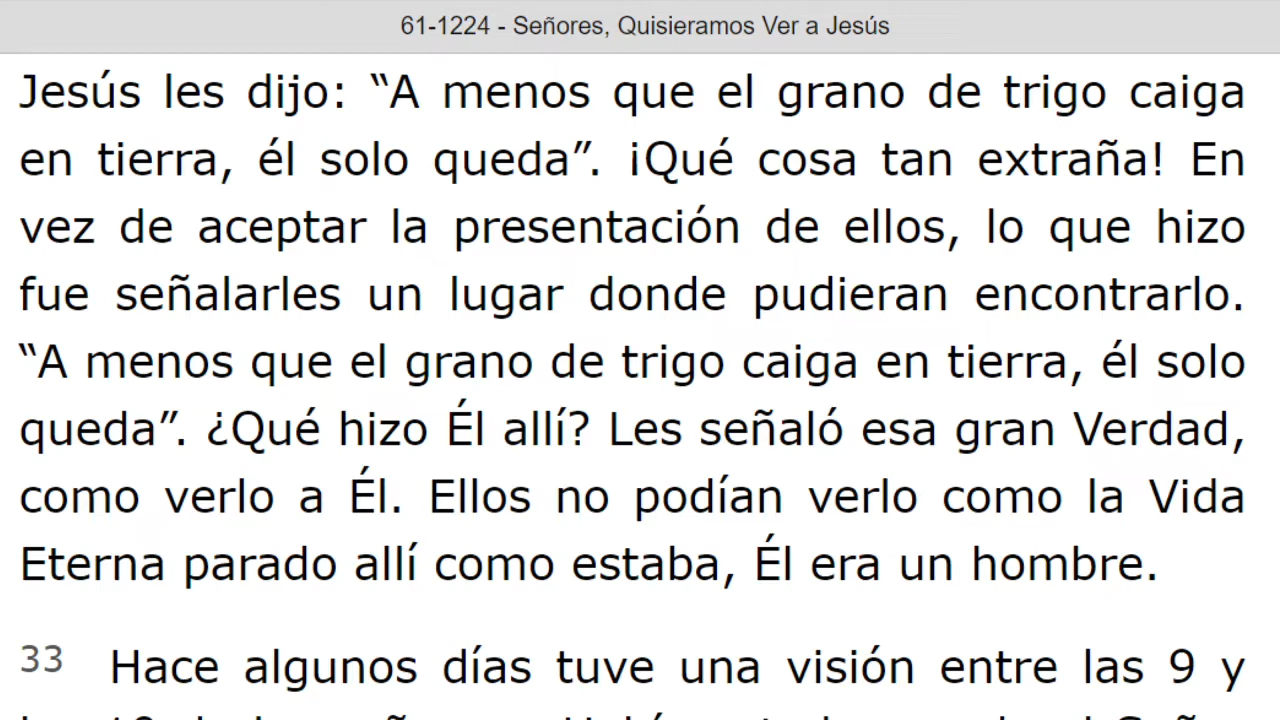 61-1224 - Señores, Quisieramos Ver a Jesús
Jesús les dijo: “A menos que el grano de trigo caiga
en tierra, él solo queda”. ¡Qué cosa tan extraña! En
vez de aceptar la presentación de ellos, lo que hizo
fue señalarles un lugar donde pudieran encontrarlo.
“A menos que el grano de trigo caiga en tierra, él solo
queda”. ¿Qué hizo Él allí? Les señaló esa gran Verdad,
como verlo a Él. Ellos no podían verlo como la Vida
Eterna parado allí como estaba, Él era un hombre.
33 Hace algunos días tuve una visión entre las 9 y